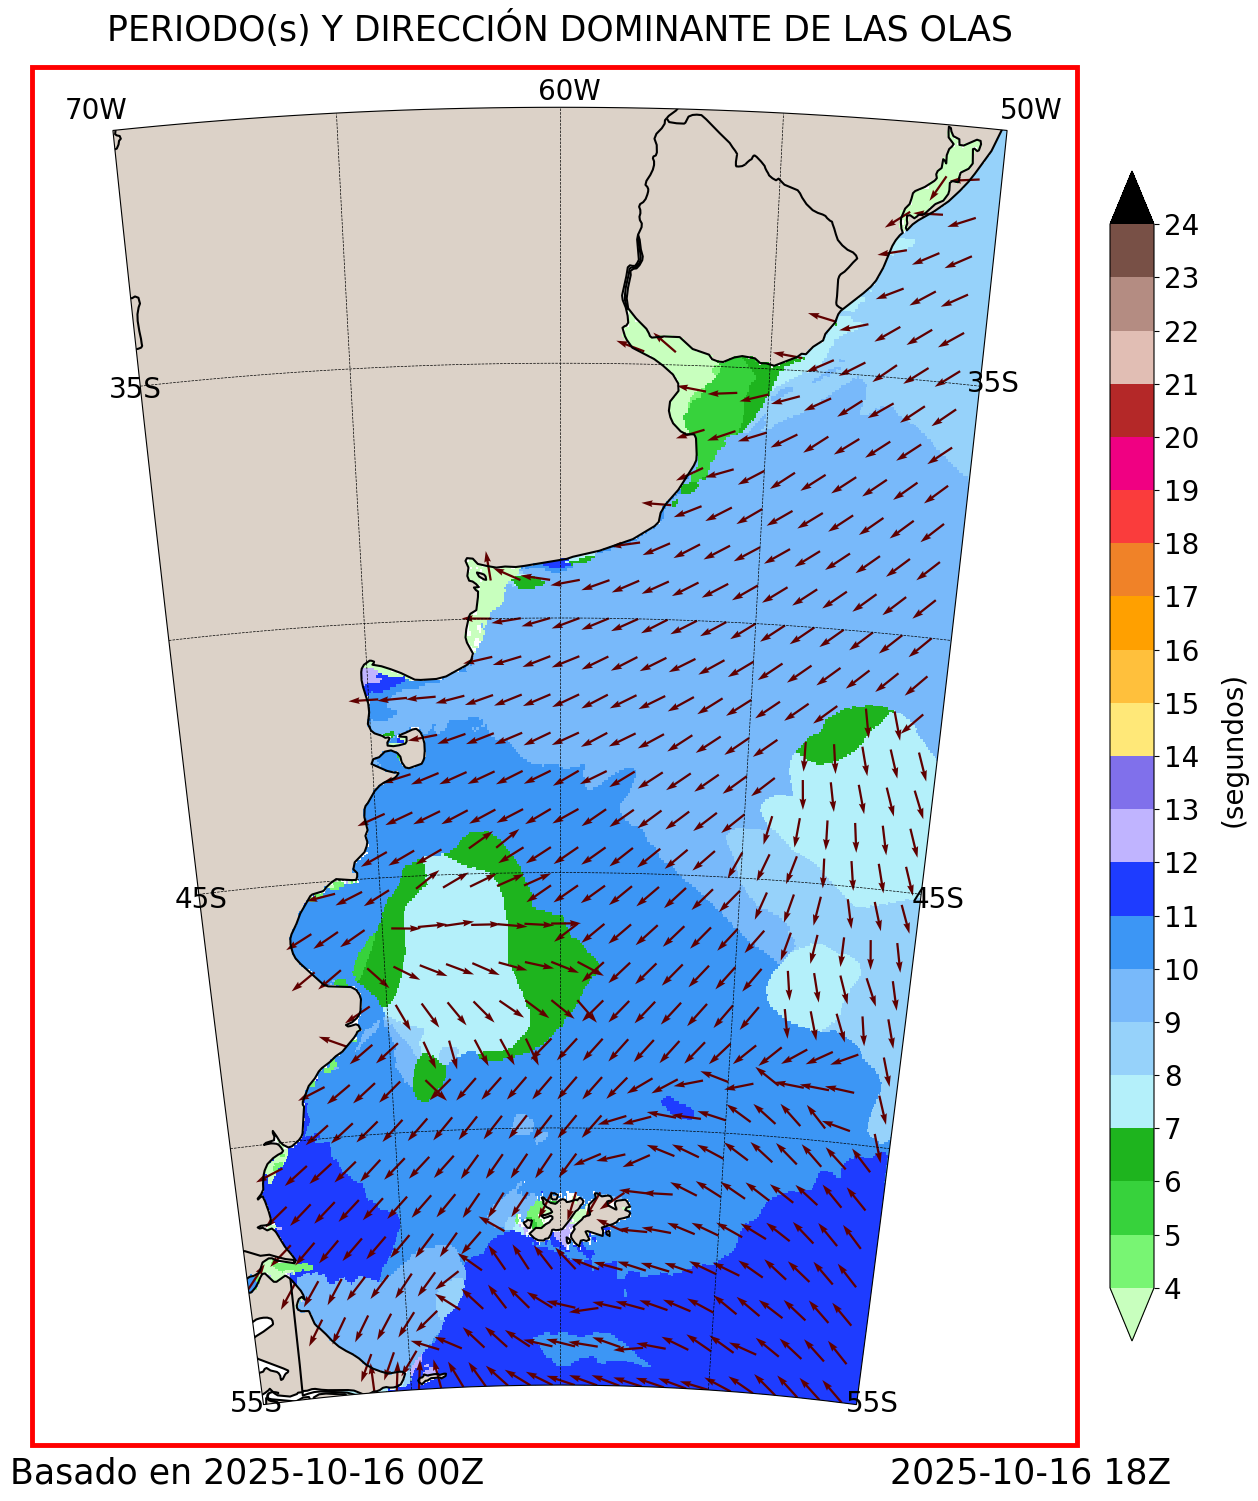 PERIODO(s) Y DIRECCIÓN DOMINANTE DE LAS OLAS
70W
60W
50W
35S
35S
45S
45S
55S
55S
24
23
22
21
20
19
18
17
16
15
14
13
12
11
10
9
8
7
6
5
4
(segundos)
Basado en 2025-10-16 00Z
2025-10-16 18Z